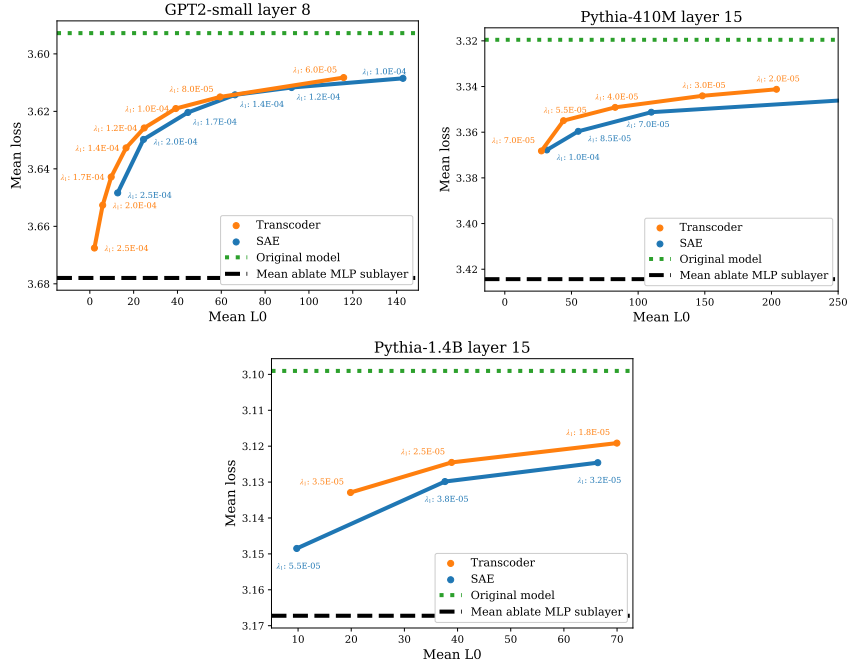 GPT2-small layer 8
3.60
3.62
3.64
3.66
3.68
Mean loss
λ₁: 6.0E-05
λ₁: 1.0E-04
λ₁: 8.0E-05
λ₁: 1.2E-04
λ₁: 1.0E-04
λ₁: 1.4E-04
λ₁: 1.7E-04
λ₁: 1.2E-04
λ₁: 2.0E-04
λ₁: 1.4E-04
λ₁: 1.7E-04
λ₁: 2.5E-04
λ₁: 2.0E-04
λ₁: 2.5E-04
Transcoder
SAE
Original model
Mean ablate MLP sublayer
0 20 40 60 80 100 120 140
Mean L0
Pythia-410M layer 15
3.32
3.34
3.36
3.38
3.40
3.42
Mean loss
λ₁: 2.0E-05
λ₁: 3.0E-05
λ₁: 4.0E-05
λ₁: 5.5E-05
λ₁: 7.0E-05
λ₁: 7.0E-05
λ₁: 8.5E-05
λ₁: 1.0E-04
Transcoder
SAE
Original model
Mean ablate MLP sublayer
0 50 100 150 200 250
Mean L0
Pythia-1.4B layer 15
3.10
3.11
3.12
3.13
3.14
3.15
3.16
3.17
Mean loss
λ₁: 1.8E-05
λ₁: 2.5E-05
λ₁: 3.5E-05
λ₁: 3.2E-05
λ₁: 3.8E-05
λ₁: 5.5E-05
Transcoder
SAE
Original model
Mean ablate MLP sublayer
10 20 30 40 50 60 70
Mean L0